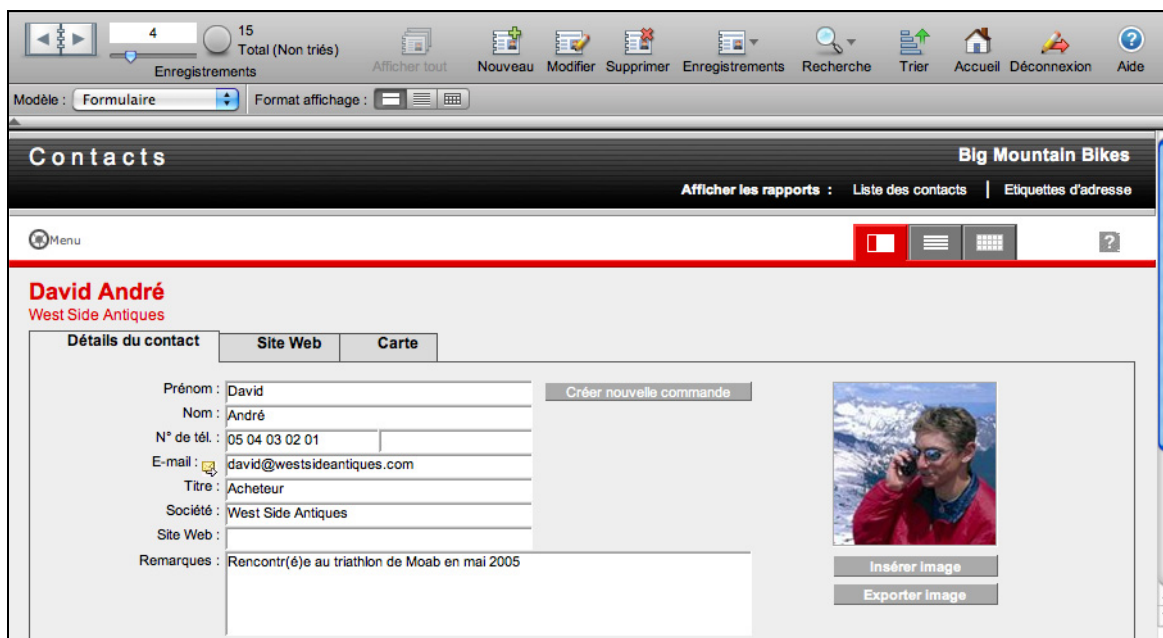 4
15
Total (Non triés)
Enregistrements
Afficher tout
Nouveau
Modifier
Supprimer
Enregistrements
Recherche
Trier
Accueil
Déconnexion
Aide
Modèle : Formulaire
Format affichage :
Contacts
Big Mountain Bikes
Afficher les rapports : Liste des contacts | Etiquettes d'adresse
Menu
?
David André
West Side Antiques
Détails du contact
Site Web
Carte
Prénom : David
Créer nouvelle commande
Nom : André
N° de tél. : 05 04 03 02 01
E-mail : david@westsideantiques.com
Titre : Acheteur
Société : West Side Antiques
Site Web :
Remarques : Rencontr(é)e au triathlon de Moab en mai 2005
Insérer image
Exporter image